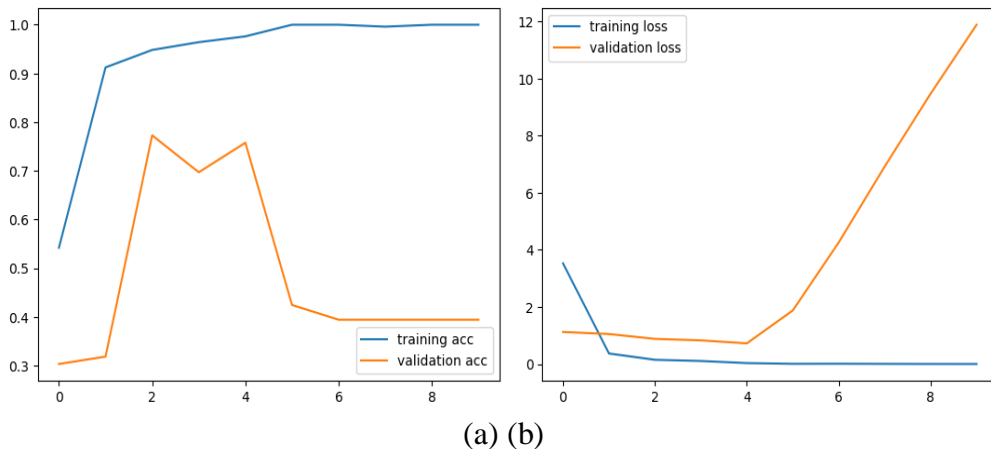 1.0
0.9
0.8
0.7
0.6
0.5
0.4
0.3
0 2 4 6 8
training acc
validation acc
12
10
8
6
4
2
0
0 2 4 6 8
training loss
validation loss
(a) (b)